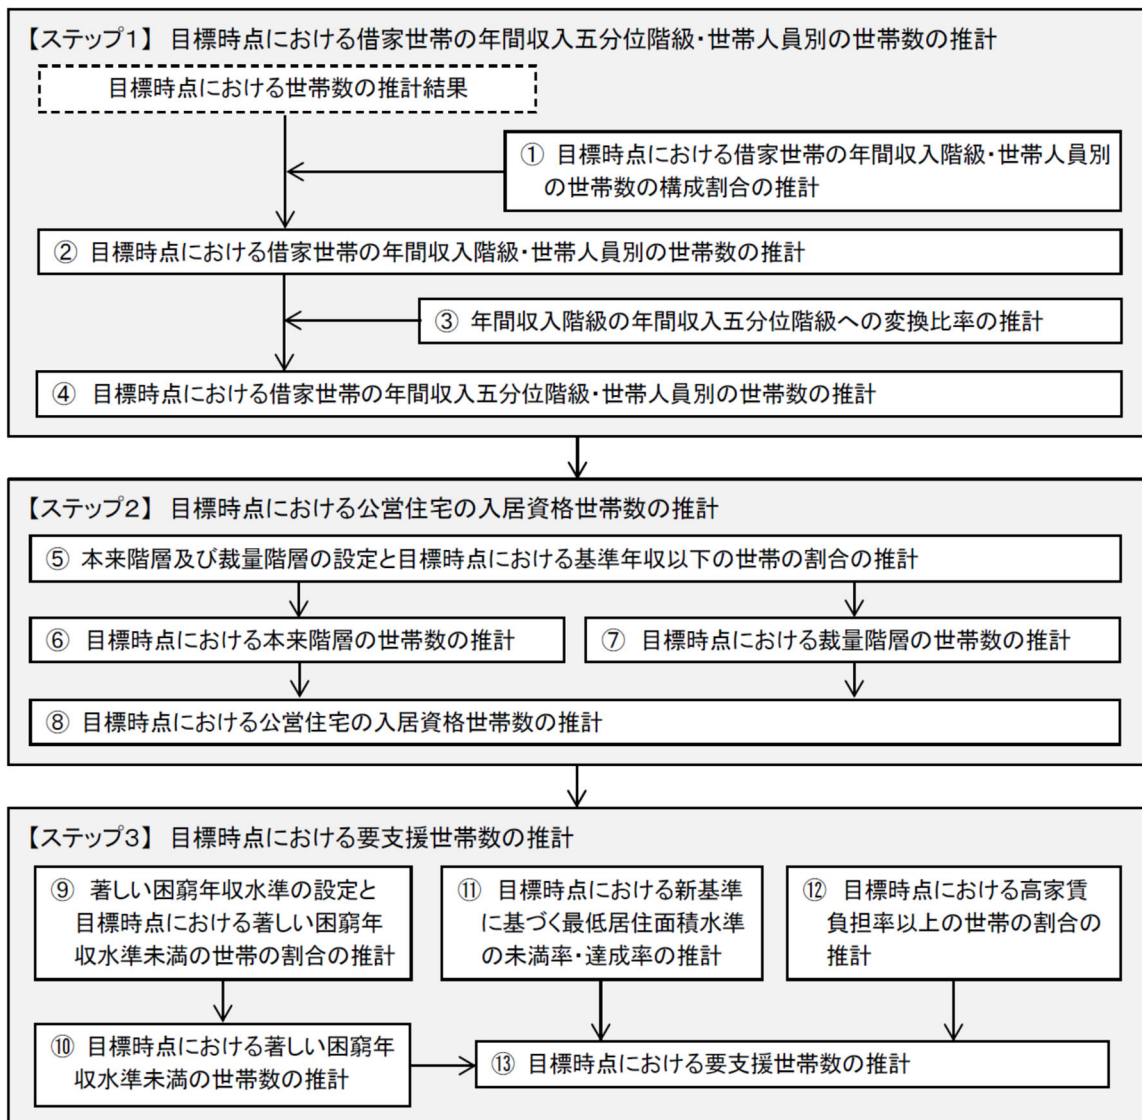 【ステップ1】 目標時点における借家世帯の年間収入五分位階級・世帯人員別の世帯数の推計
目標時点における世帯数の推計結果
① 目標時点における借家世帯の年間収入階級・世帯人員別
の世帯数の構成割合の推計
② 目標時点における借家世帯の年間収入階級・世帯人員別の世帯数の推計
③ 年間収入階級の年間収入五分位階級への変換比率の推計
④ 目標時点における借家世帯の年間収入五分位階級・世帯人員別の世帯数の推計
【ステップ2】 目標時点における公営住宅の入居資格世帯数の推計
⑤ 本来階層及び裁量階層の設定と目標時点における基準年収以下の世帯の割合の推計
⑥ 目標時点における本来階層の世帯数の推計
⑦ 目標時点における裁量階層の世帯数の推計
⑧ 目標時点における公営住宅の入居資格世帯数の推計
【ステップ3】 目標時点における要支援世帯数の推計
⑨ 著しい困窮年収水準の設定と
目標時点における著しい困窮年
収水準未満の世帯の割合の推計
⑪ 目標時点における新基準
に基づく最低居住面積水準
の未満率・達成率の推計
⑫ 目標時点における高家賃
負担率以上の世帯の割合の
推計
⑩ 目標時点における著しい困窮年
収水準未満の世帯数の推計
⑬ 目標時点における要支援世帯数の推計